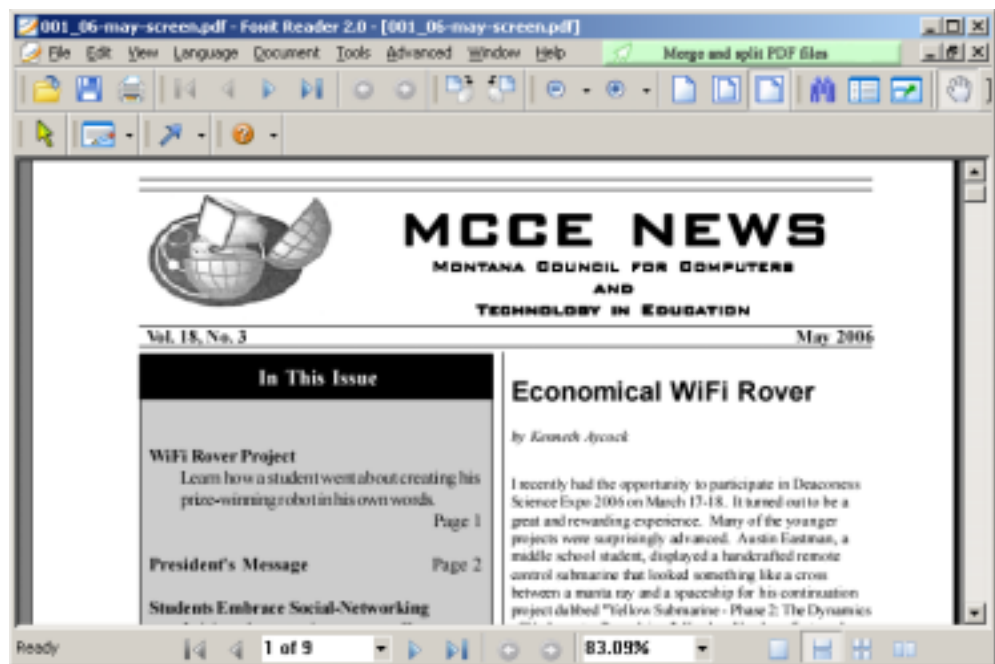 001_06-may-screen.pdf - Foxit Reader 2.0 - [001_06-may-screen.pdf]
File Edit View Language Document Tools Advanced Window Help Merge and split PDF files
MCCE NEWS
MONTANA COUNCIL FOR COMPUTERS
AND
TECHNOLOGY IN EDUCATION
Vol. 18, No. 3 May 2006
In This Issue
WiFi Rover Project
Learn how a student went about creating his
prize-winning robot in his own words.
Page 1
President's Message Page 2
Students Embrace Social-Networking
Economical WiFi Rover
by Kenneth Aycock
I recently had the opportunity to participate in Deaconess
Science Expo 2006 on March 17-18. It turned out to be a
great and rewarding experience. Many of the younger
projects were surprisingly advanced. Austin Eastman, a
middle school student, displayed a handcrafted remote
control submarine that looked something like a cross
between a manta ray and a spaceship for his continuation
project dubbed "Yellow Submarine - Phase 2: The Dynamics
Ready 1 of 9 83.09%